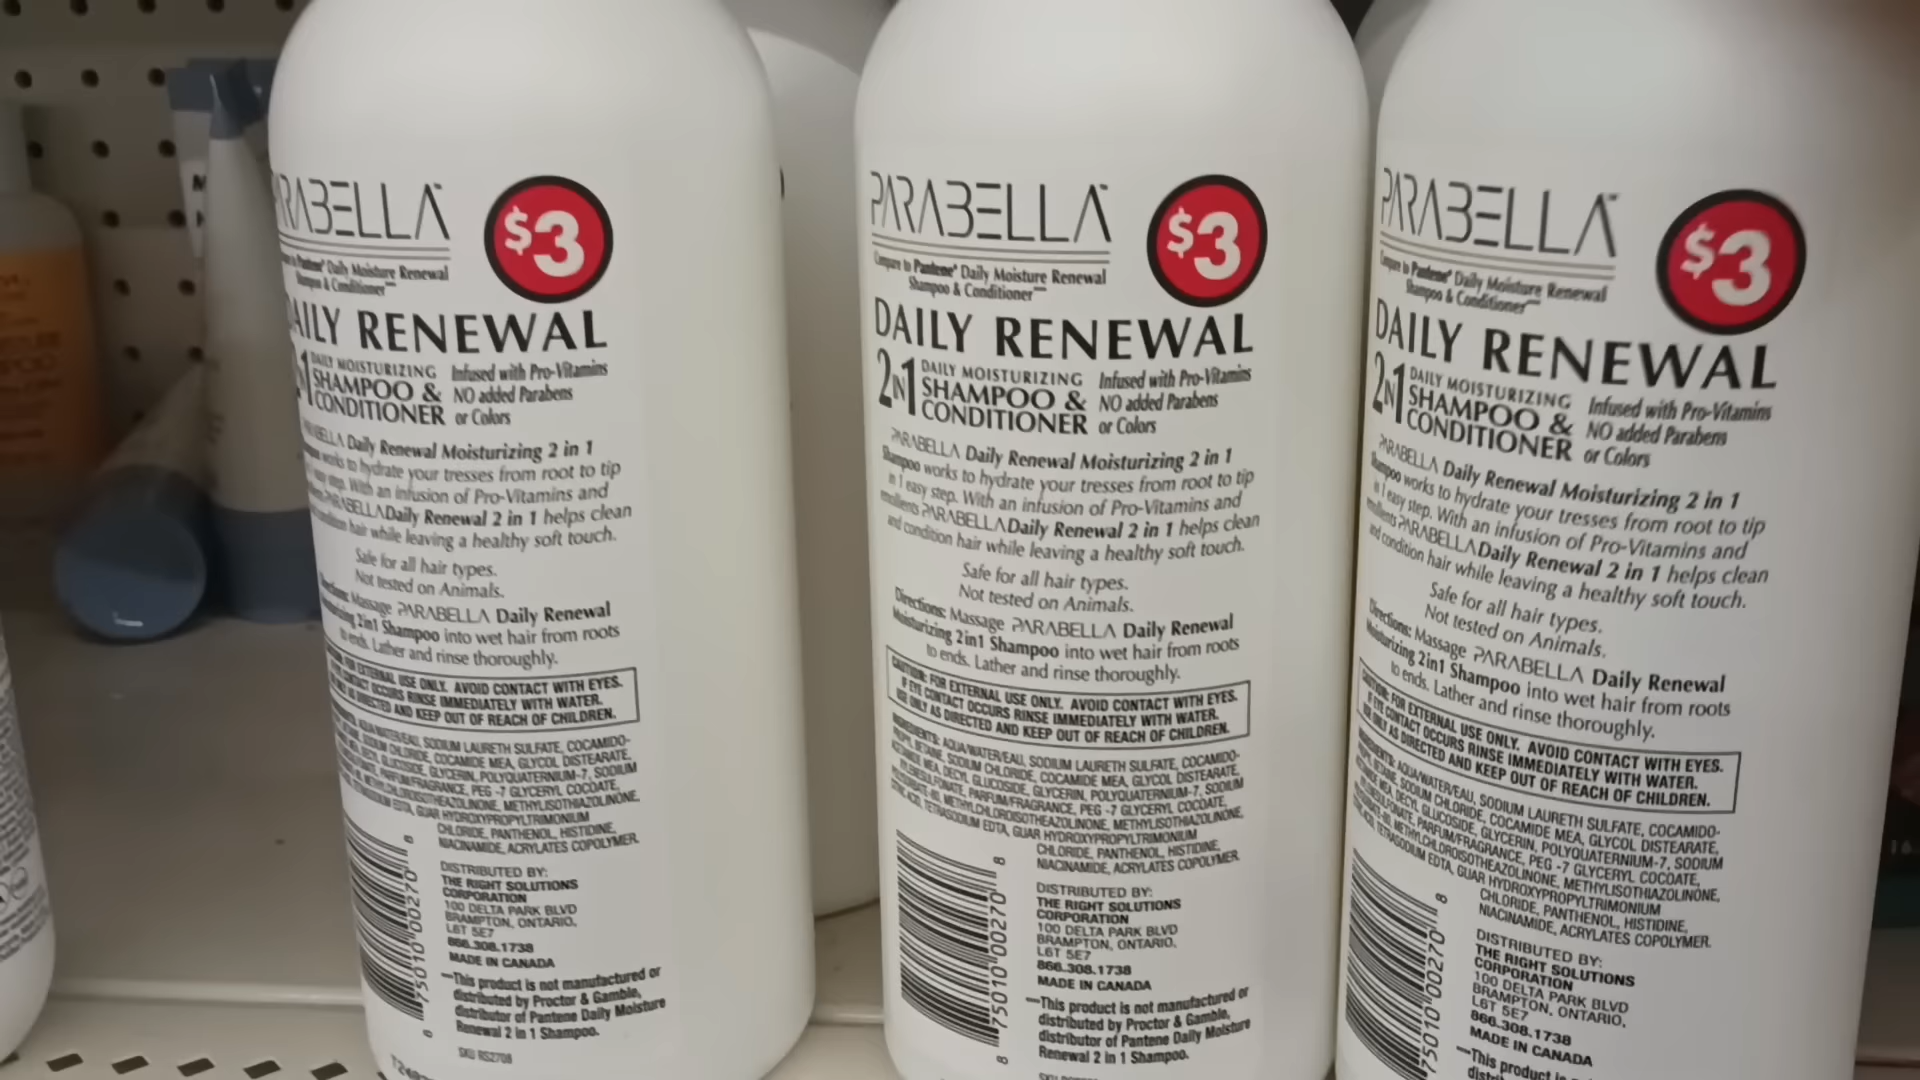 PARABELLA
$3
Compare to Pantene® Daily Moisture Renewal
Shampoo & Conditioner
DAILY RENEWAL
2N1 DAILY MOISTURIZING SHAMPOO & CONDITIONER
Infused with Pro-Vitamins
NO added Parabens
or Colors
PARABELLA Daily Renewal Moisturizing 2 in 1
Shampoo works to hydrate your tresses from root to tip
in 1 easy step. With an infusion of Pro-Vitamins and
emollients PARABELLA Daily Renewal 2 in 1 helps clean
and condition hair while leaving a healthy soft touch.
Safe for all hair types.
Not tested on Animals.
Directions: Massage PARABELLA Daily Renewal
Moisturizing 2in1 Shampoo into wet hair from roots
to ends. Lather and rinse thoroughly.
CAUTION: FOR EXTERNAL USE ONLY. AVOID CONTACT WITH EYES.
IF EYE CONTACT OCCURS RINSE IMMEDIATELY WITH WATER.
USE ONLY AS DIRECTED AND KEEP OUT OF REACH OF CHILDREN.
INGREDIENTS: AQUA/WATER/EAU, SODIUM LAURETH SULFATE, COCAMIDO-
PROPYL BETAINE, SODIUM CHLORIDE, COCAMIDE MEA, GLYCOL DISTEARATE,
MEA, DECYL GLUCOSIDE, GLYCERIN, POLYQUATERNIUM-7, SODIUM
PARFUM/FRAGRANCE, PEG -7 GLYCERYL COCOATE,
METHYLCHLOROISOTHEAZOLINONE, METHYLISOTHIAZOLINONE,
TETRASODIUM EDTA, GUAR HYDROXYPROPYLTRIMONIUM
CHLORIDE, PANTHENOL, HISTIDINE,
NIACINAMIDE, ACRYLATES COPOLYMER.
8 75010 00270 8
DISTRIBUTED BY:
THE RIGHT SOLUTIONS
CORPORATION
100 DELTA PARK BLVD
BRAMPTON, ONTARIO,
L6T 5E7
866.308.1738
MADE IN CANADA
This product is not manufactured or
distributed by Proctor & Gamble,
distributor of Pantene Daily Moisture
Renewal 2 in 1 Shampoo.
SKU RS2708